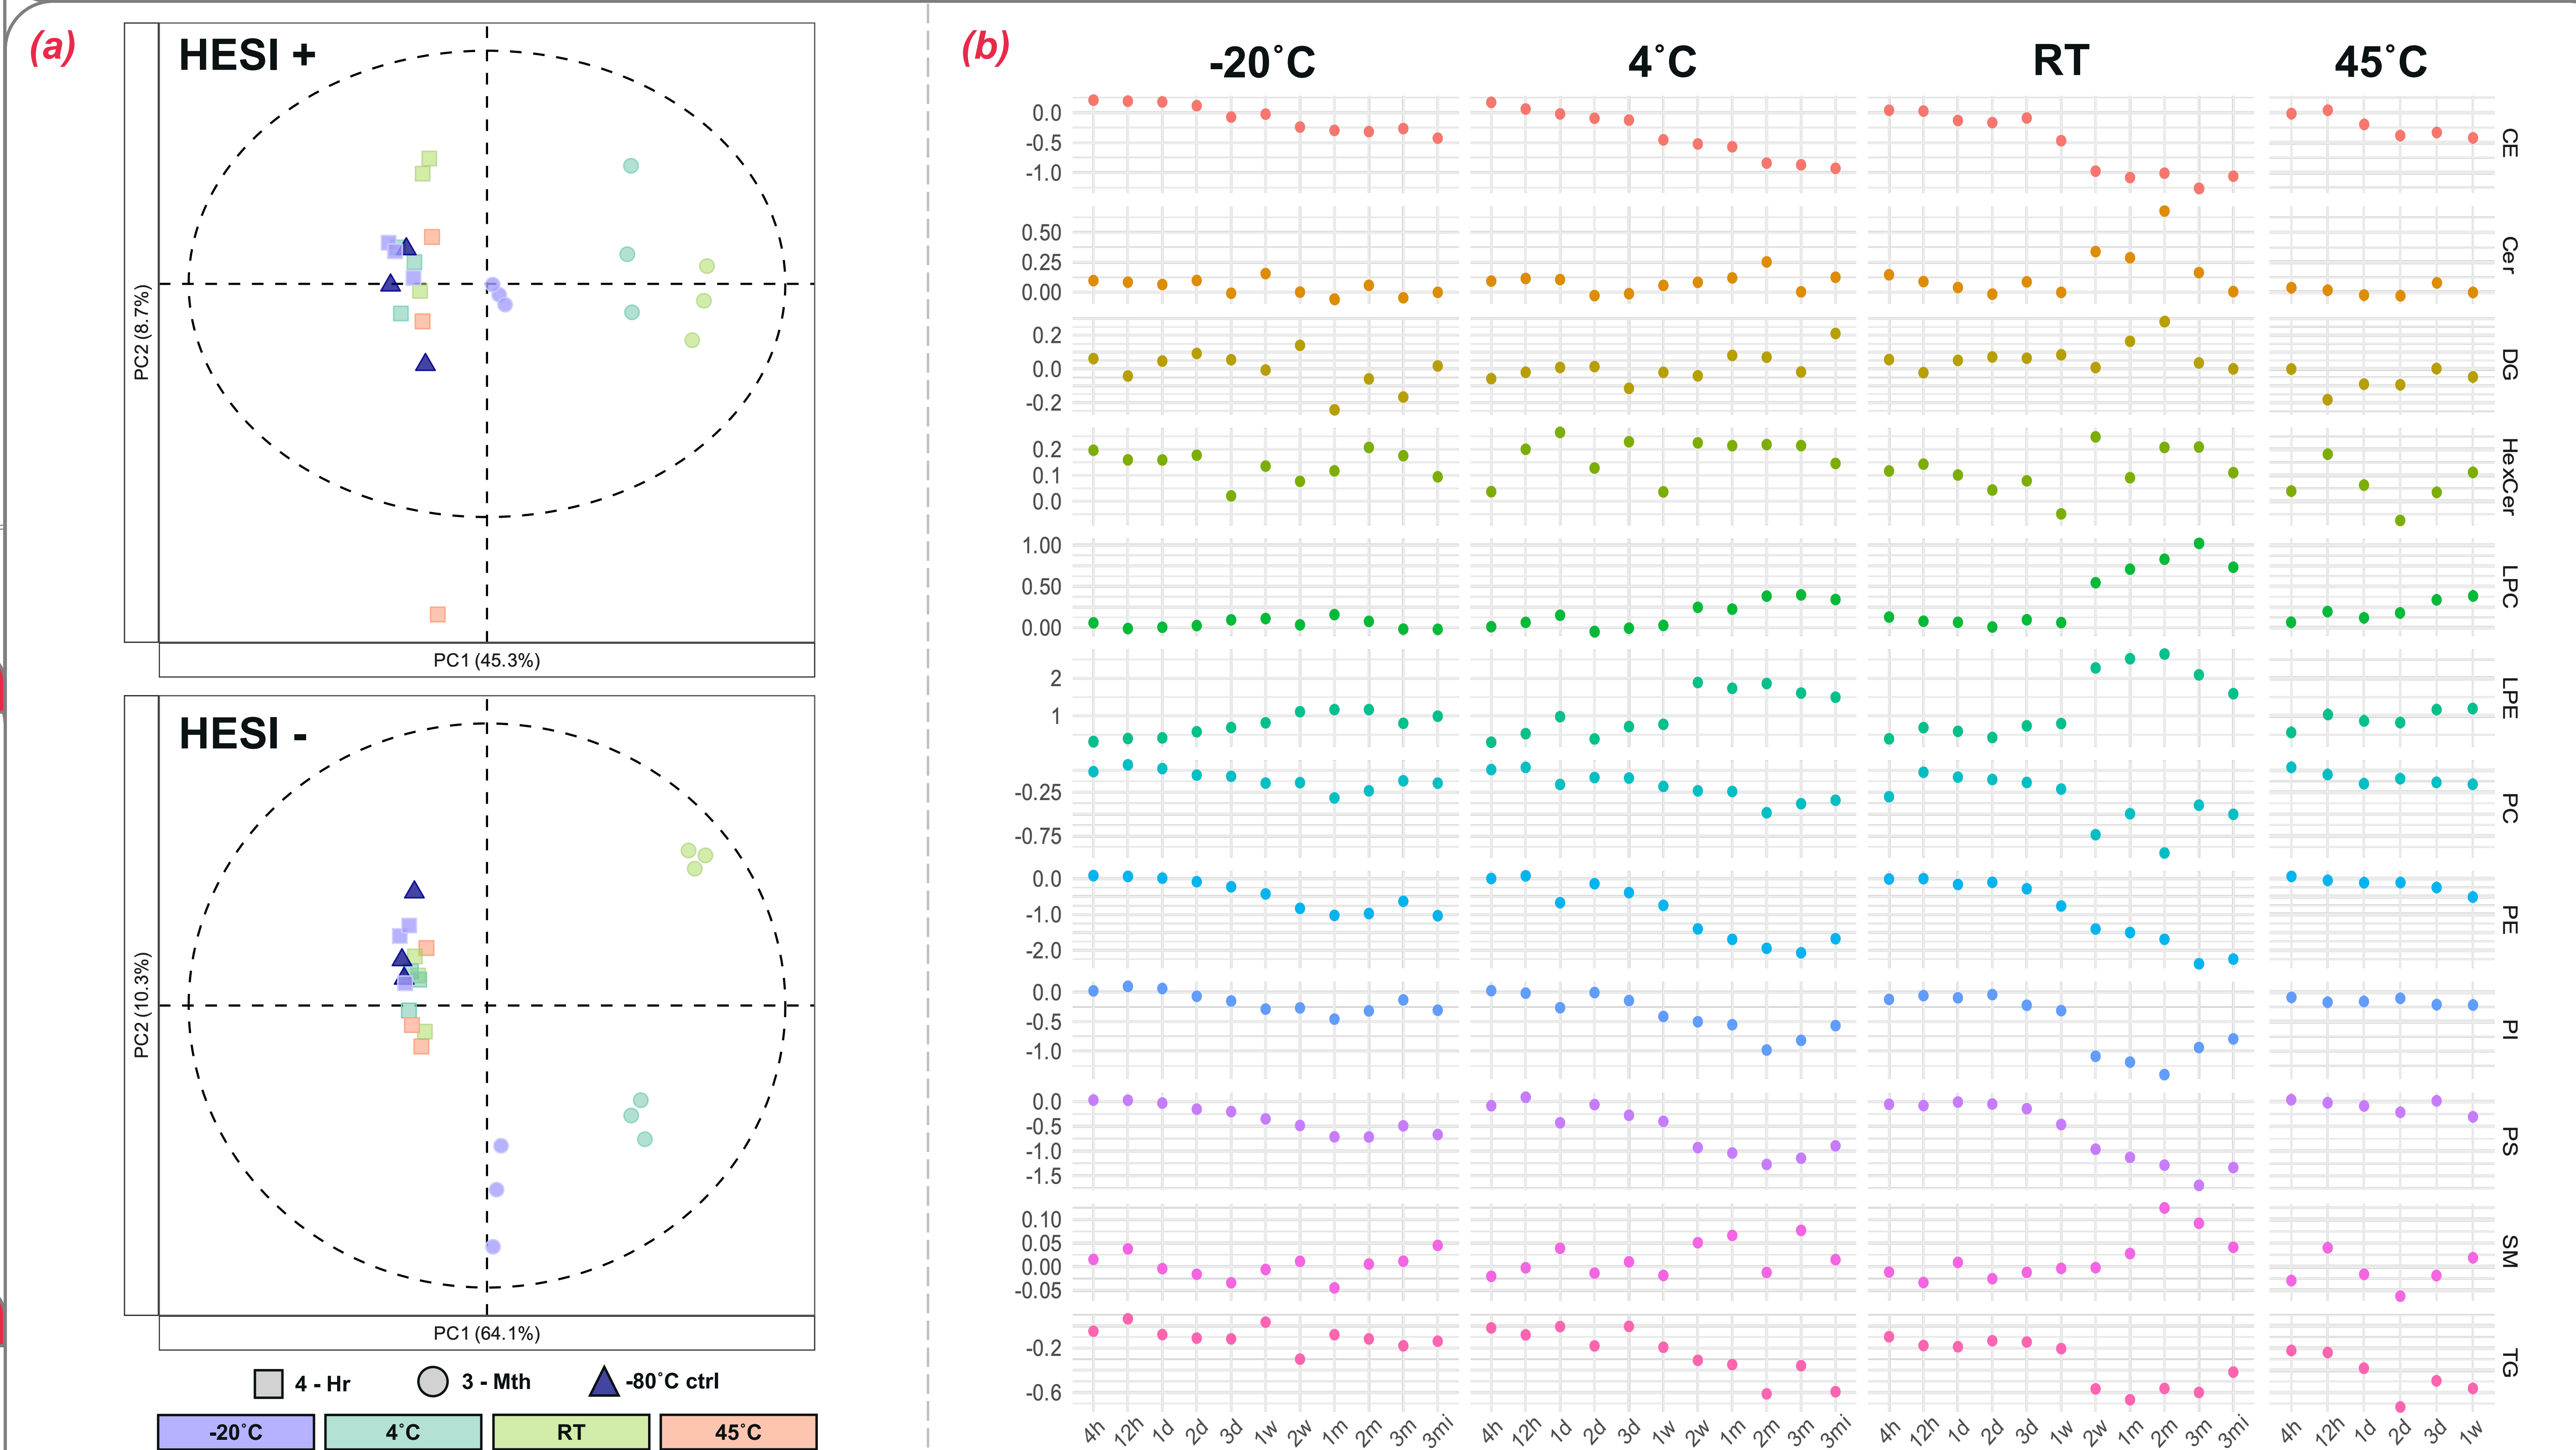 (a)
HESI +
PC2 (8.7%)
PC1 (45.3%)
HESI -
PC2 (10.3%)
PC1 (64.1%)
4 - Hr
3 - Mth
-80˚C ctrl
-20˚C
4˚C
RT
45˚C
(b)
-20˚C
4˚C
RT
45˚C
0.0
-0.5
-1.0
CE
0.50
0.25
0.00
Cer
0.2
0.0
-0.2
DG
0.2
0.1
0.0
HexCer
1.00
0.50
0.00
LPC
2
1
LPE
-0.25
-0.75
PC
0.0
-1.0
-2.0
PE
0.0
-0.5
-1.0
PI
0.0
-0.5
-1.0
-1.5
PS
0.10
0.05
0.00
-0.05
SM
-0.2
-0.6
TG
4h 12h 1d 2d 3d 1w 2w 1m 2m 3m 3mi
4h 12h 1d 2d 3d 1w 2w 1m 2m 3m 3mi
4h 12h 1d 2d 3d 1w 2w 1m 2m 3m 3mi
4h 12h 1d 2d 3d 1w